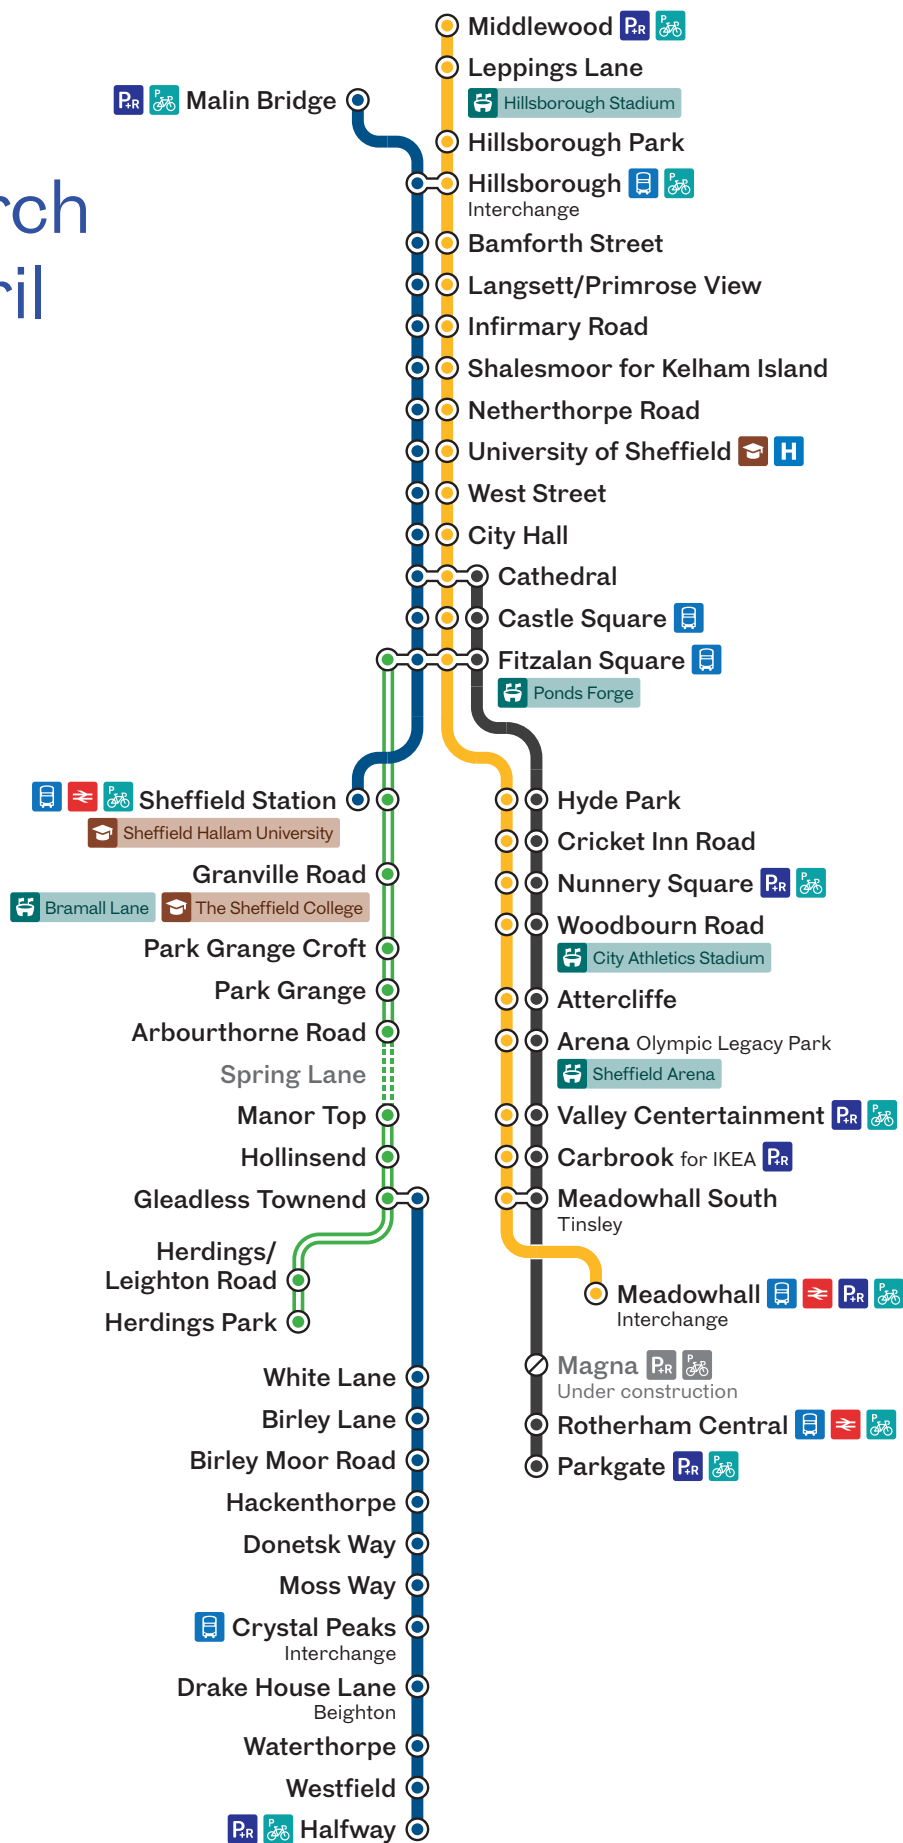 Middlewood P+R P
Leppings Lane
Hillsborough Stadium
P+R P Malin Bridge
Hillsborough Park
rch
ril
Hillsborough P
Interchange
Bamforth Street
Langsett/Primrose View
Infirmary Road
Shalesmoor for Kelham Island
Netherthorpe Road
University of Sheffield H
West Street
City Hall
Cathedral
Castle Square
Fitzalan Square
Ponds Forge
P Sheffield Station
Sheffield Hallam University
Granville Road
Bramall Lane The Sheffield College
Park Grange Croft
Park Grange
Arbourthorne Road
Spring Lane
Manor Top
Hollinsend
Gleadless Townend
Herdings/
Leighton Road
Herdings Park
Hyde Park
Cricket Inn Road
Nunnery Square P+R P
Woodbourn Road
City Athletics Stadium
Attercliffe
Arena Olympic Legacy Park
Sheffield Arena
Valley Centertainment P+R P
Carbrook for IKEA P+R
Meadowhall South
Tinsley
Meadowhall P+R P
Interchange
Magna P+R P
Under construction
Rotherham Central P
Parkgate P+R P
White Lane
Birley Lane
Birley Moor Road
Hackenthorpe
Donetsk Way
Moss Way
Crystal Peaks
Interchange
Drake House Lane
Beighton
Waterthorpe
Westfield
P+R P Halfway